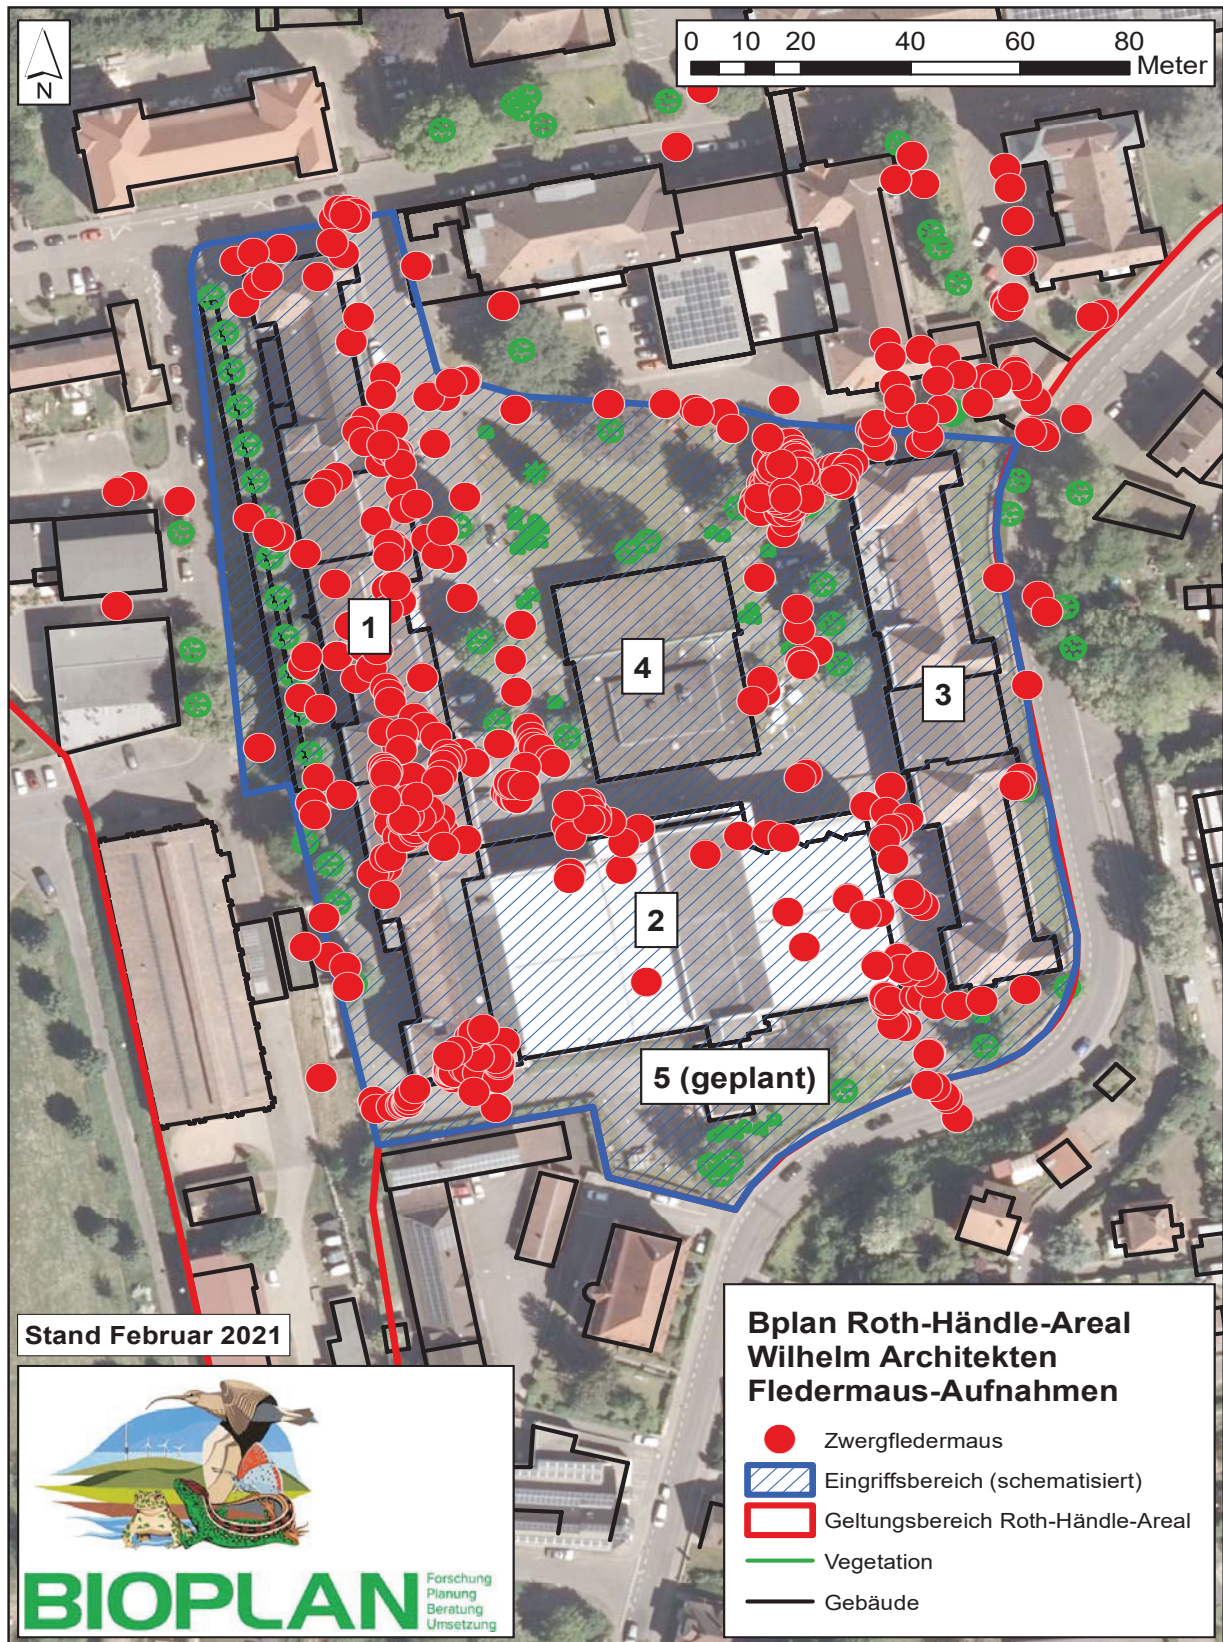 0 10 20 40 60 80
Meter
N
1
4
3
2
5 (geplant)
Stand Februar 2021
BIOPLAN
Forschung
Planung
Beratung
Umsetzung
Bplan Roth-Händle-Areal
Wilhelm Architekten
Fledermaus-Aufnahmen
Zwergfledermaus
Eingriffsbereich (schematisiert)
Geltungsbereich Roth-Händle-Areal
Vegetation
Gebäude